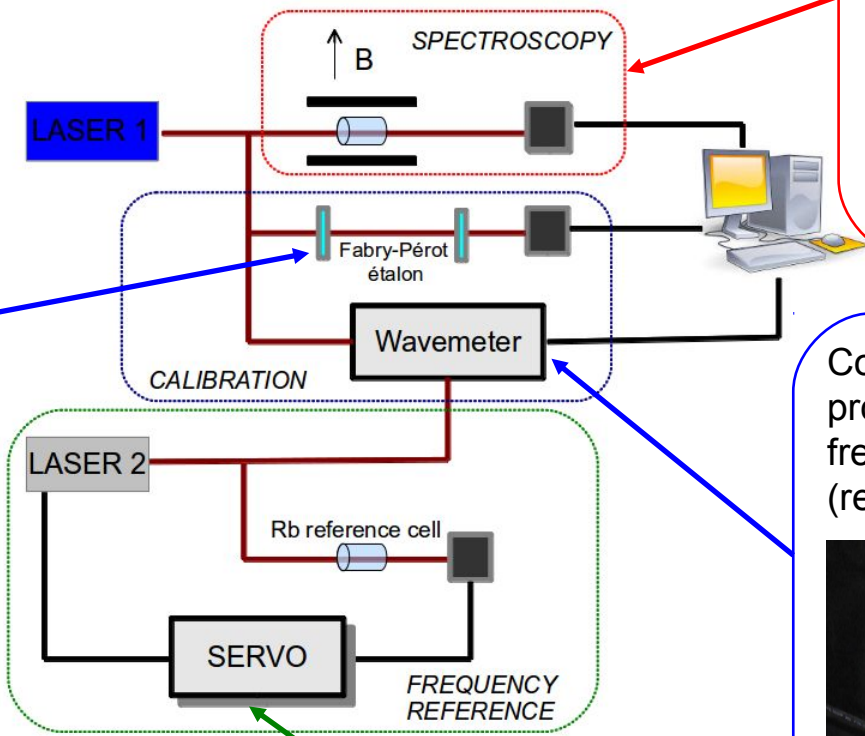 SPECTROSCOPY
B
LASER 1
Fabry-Pérot
étalon
Wavemeter
CALIBRATION
LASER 2
Rb reference cell
SERVO
FREQUENCY
REFERENCE